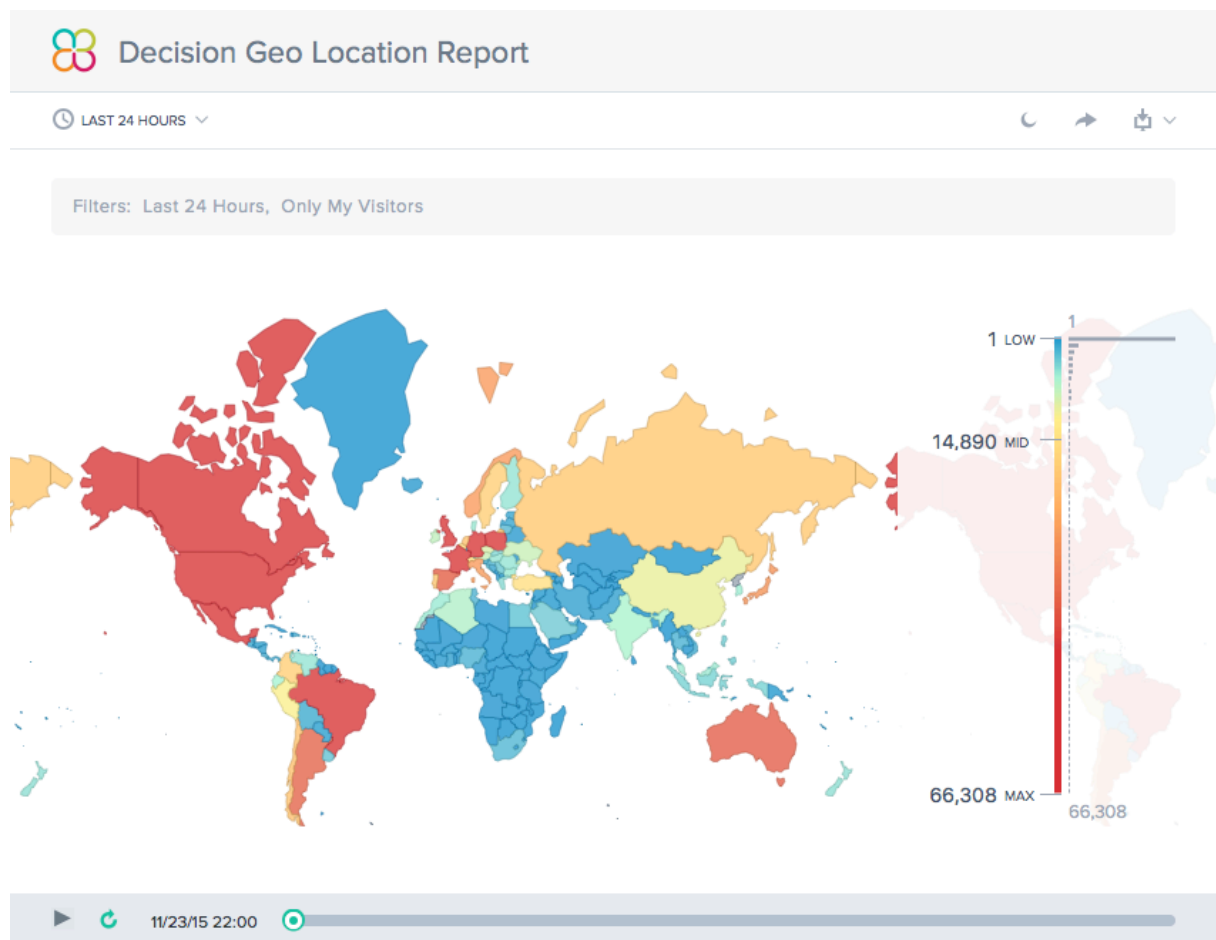 Decision Geo Location Report
LAST 24 HOURS
Filters: Last 24 Hours, Only My Visitors
1
1 LOW
14,890 MID
66,308 MAX
66,308
11/23/15 22:00